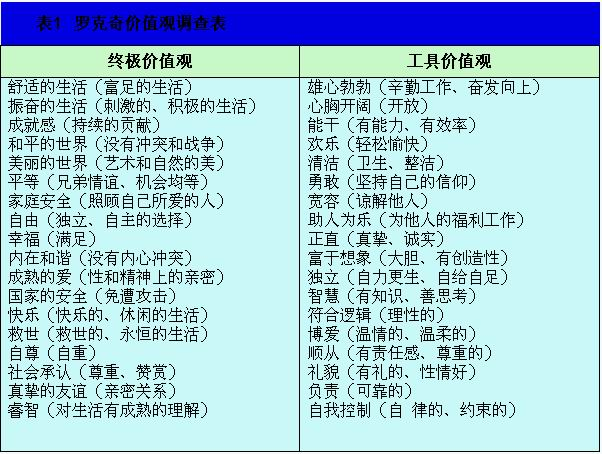 表1 罗克奇价值观调查表
终极价值观
舒适的生活（富足的生活）
振奋的生活（刺激的、积极的生活）
成就感（持续的贡献）
和平的世界（没有冲突和战争）
美丽的世界（艺术和自然的美）
平等（兄弟情谊、机会均等）
家庭安全（照顾自己所爱的人）
自由（独立、自主的选择）
幸福（满足）
内在和谐（没有内心冲突）
成熟的爱（性和精神上的亲密）
国家的安全（免遭攻击）
快乐（快乐的、休闲的生活）
救世（救世的、永恒的生活）
自尊（自重）
社会承认（尊重、赞赏）
真挚的友谊（亲密关系）
睿智（对生活有成熟的理解）
工具价值观
雄心勃勃（辛勤工作、奋发向上）
心胸开阔（开放）
能干（有能力、有效率）
欢乐（轻松愉快）
清洁（卫生、整洁）
勇敢（坚持自己的信仰）
宽容（谅解他人）
助人为乐（为他人的福利工作）
正直（真挚、诚实）
富于想象（大胆、有创造性）
独立（自力更生、自给自足）
智慧（有知识、善思考）
符合逻辑（理性的）
博爱（温情的、温柔的）
顺从（有责任感、尊重的）
礼貌（有礼的、性情好）
负责（可靠的）
自我控制（自 律的、约束的）